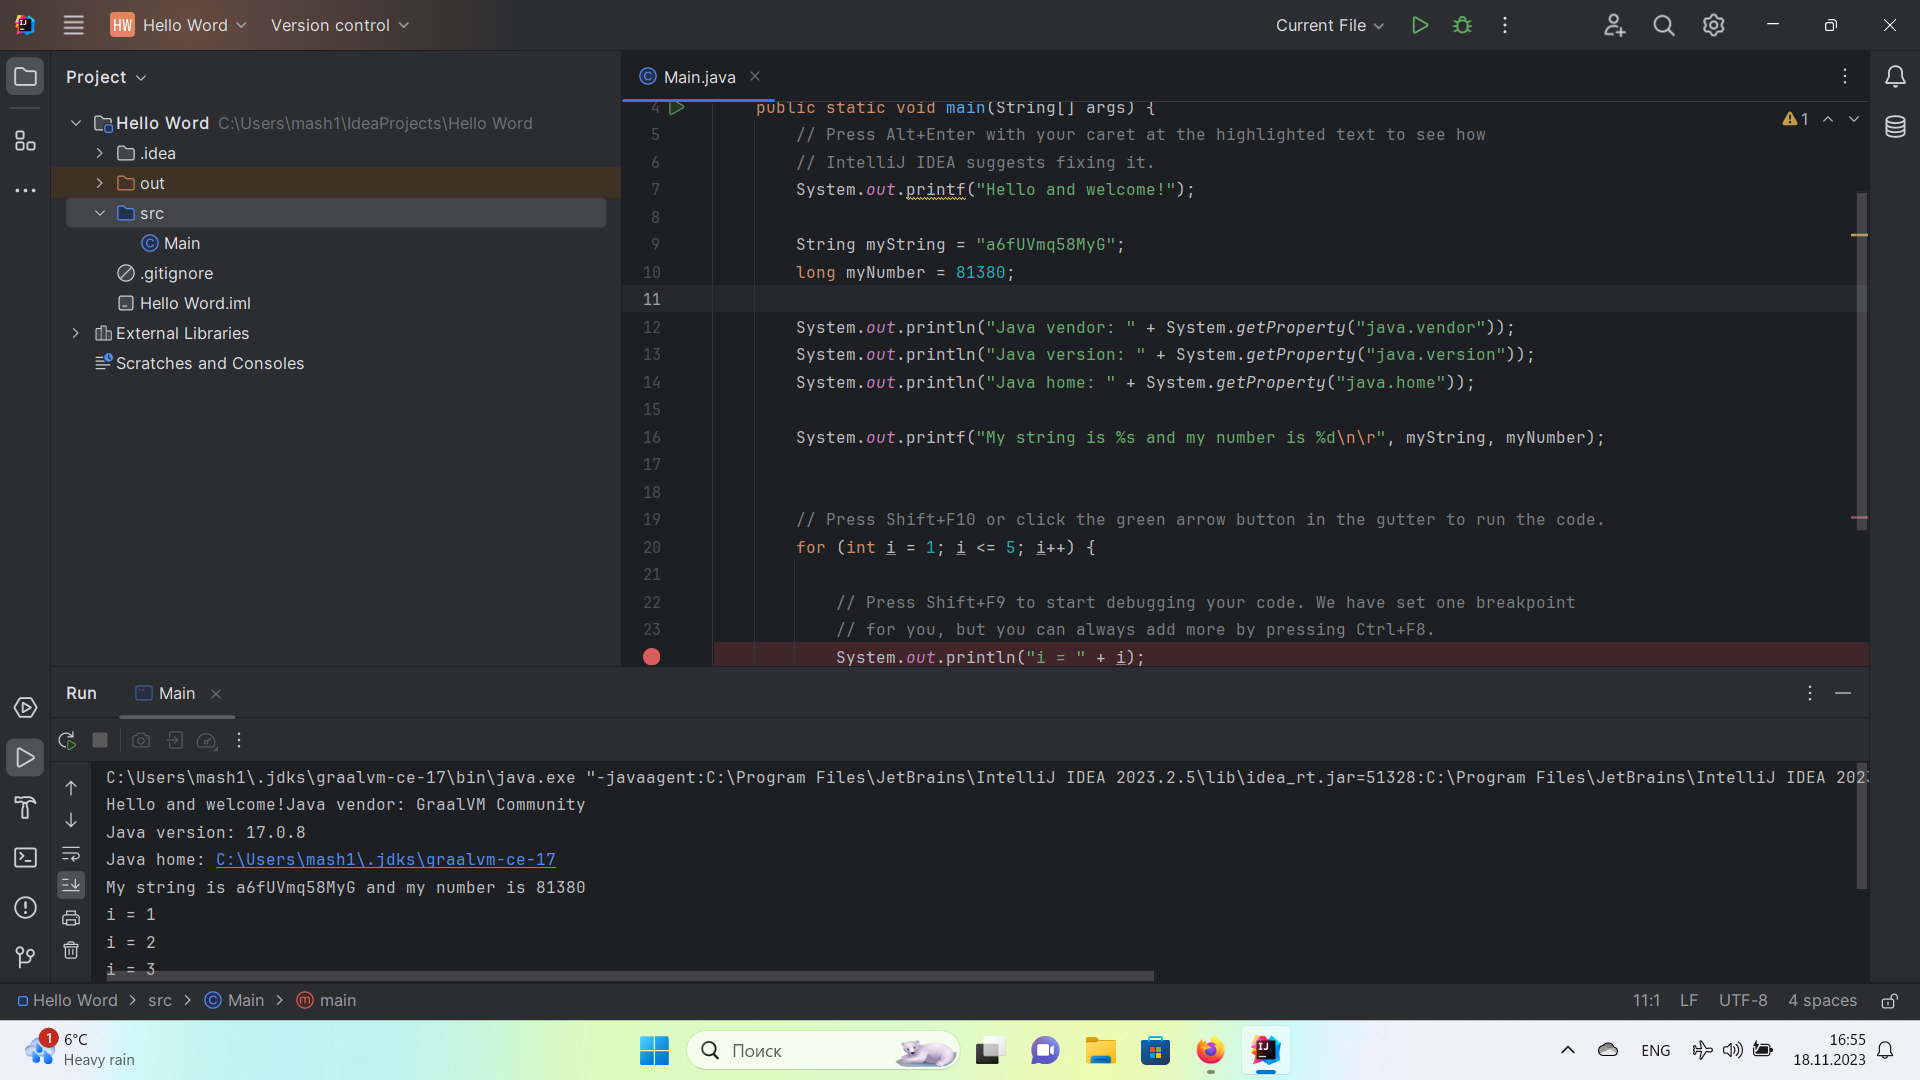 HW Hello Word Version control Current File
Project
Hello Word C:\Users\mash1\IdeaProjects\Hello Word
.idea
out
src
Main
.gitignore
Hello Word.iml
External Libraries
Scratches and Consoles
Main.java
4 public static void main(String[] args) {
5 // Press Alt+Enter with your caret at the highlighted text to see how
6 // IntelliJ IDEA suggests fixing it.
7 System.out.printf("Hello and welcome!");
8
9 String myString = "a6fUVmq58MyG";
10 long myNumber = 81380;
11
12 System.out.println("Java vendor: " + System.getProperty("java.vendor"));
13 System.out.println("Java version: " + System.getProperty("java.version"));
14 System.out.println("Java home: " + System.getProperty("java.home"));
15
16 System.out.printf("My string is %s and my number is %d\n\r", myString, myNumber);
17
18
19 // Press Shift+F10 or click the green arrow button in the gutter to run the code.
20 for (int i = 1; i <= 5; i++) {
21
22 // Press Shift+F9 to start debugging your code. We have set one breakpoint
23 // for you, but you can always add more by pressing Ctrl+F8.
System.out.println("i = " + i);
1
Run Main
C:\Users\mash1\.jdks\graalvm-ce-17\bin\java.exe "-javaagent:C:\Program Files\JetBrains\IntelliJ IDEA 2023.2.5\lib\idea_rt.jar=51328:C:\Program Files\JetBrains\IntelliJ IDEA 202
Hello and welcome!Java vendor: GraalVM Community
Java version: 17.0.8
Java home: C:\Users\mash1\.jdks\graalvm-ce-17
My string is a6fUVmq58MyG and my number is 81380
i = 1
i = 2
i = 3
Hello Word > src > Main > main 11:1 LF UTF-8 4 spaces
1 6°C
Heavy rain
Поиск
IJ
ENG
16:55
18.11.2023